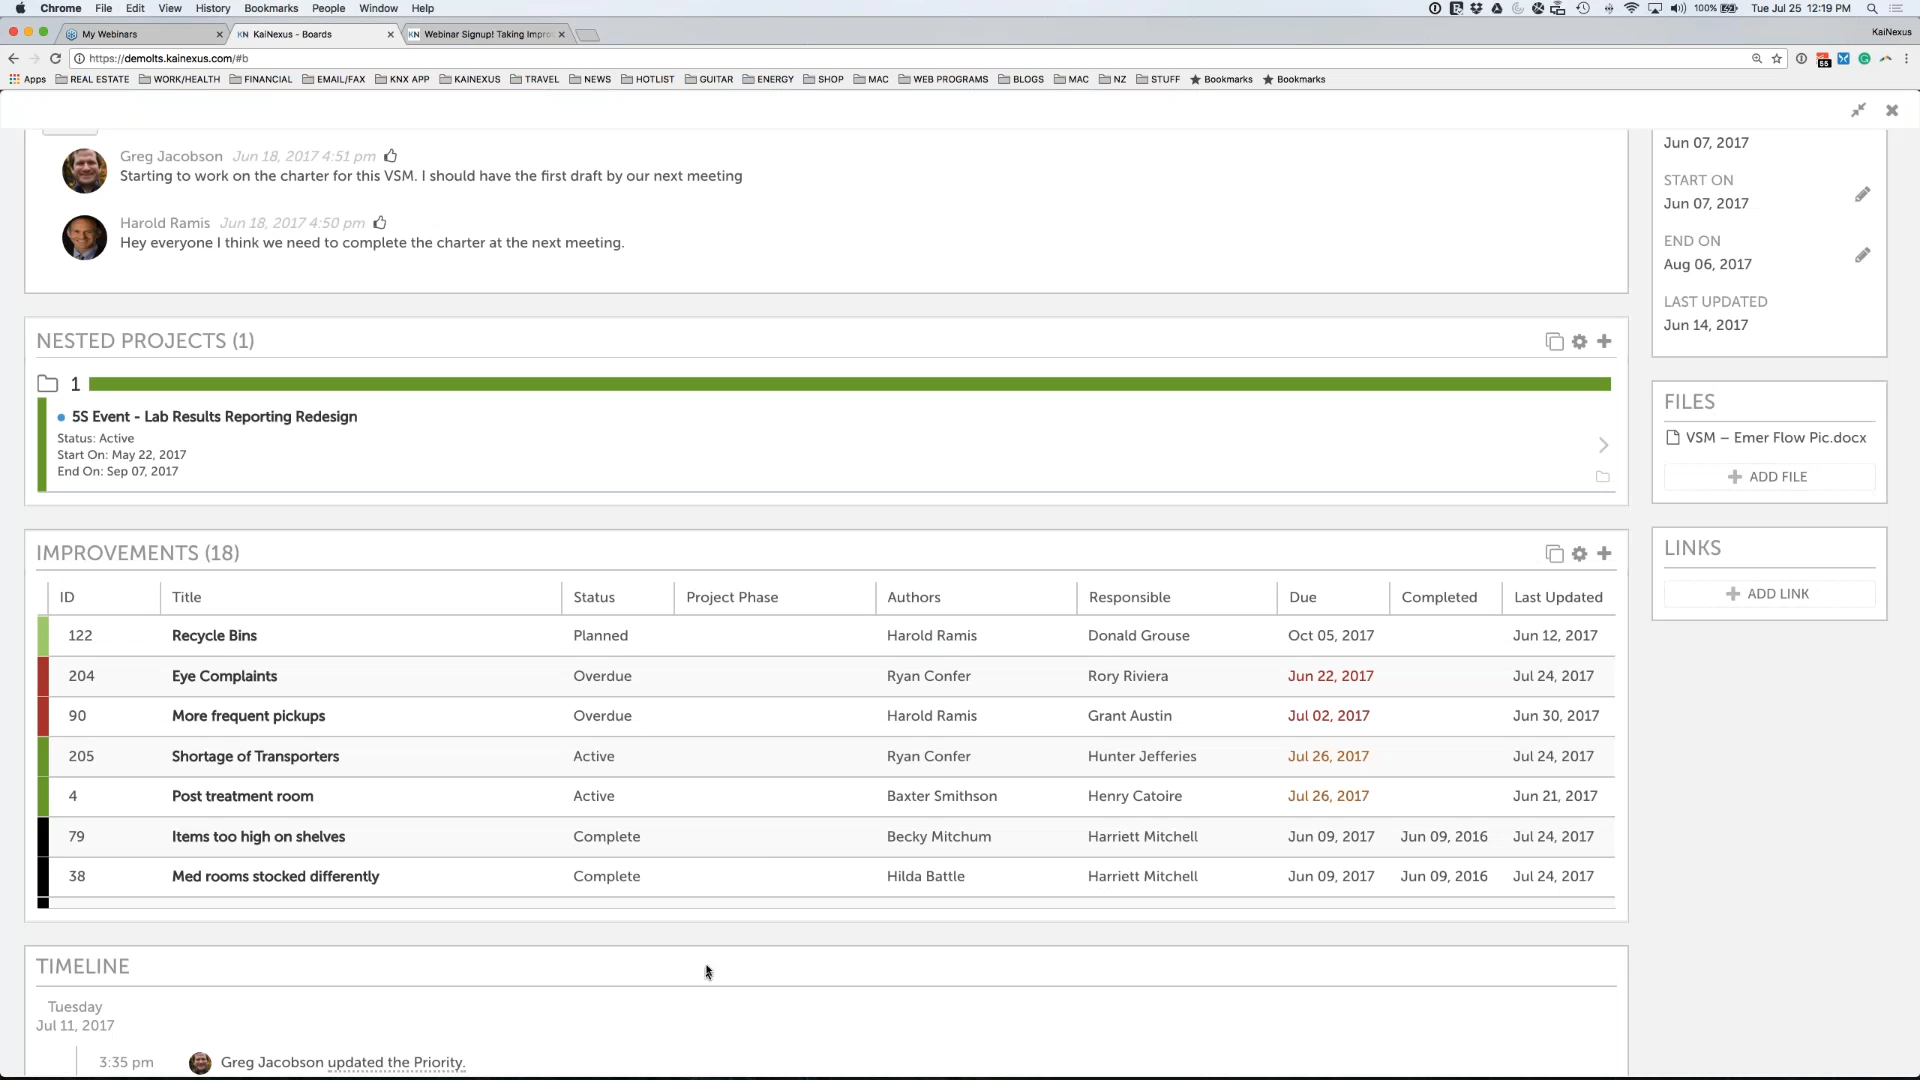 Chrome File Edit View History Bookmarks People Window Help 100% Tue Jul 25 12:19 PM
My Webinars KN KaiNexus - Boards KN Webinar Signup! Taking Impro KaiNexus
https://demolts.kainexus.com/#b 55
Apps REAL ESTATE WORK/HEALTH FINANCIAL EMAIL/FAX KNX APP KAINEXUS TRAVEL NEWS HOTLIST GUITAR ENERGY SHOP MAC WEB PROGRAMS BLOGS MAC NZ STUFF Bookmarks Bookmarks
Greg Jacobson Jun 18, 2017 4:51 pm
Starting to work on the charter for this VSM. I should have the first draft by our next meeting
Harold Ramis Jun 18, 2017 4:50 pm
Hey everyone I think we need to complete the charter at the next meeting.
NESTED PROJECTS (1)
1
5S Event - Lab Results Reporting Redesign
Status: Active
Start On: May 22, 2017
End On: Sep 07, 2017
IMPROVEMENTS (18)
ID Title Status Project Phase Authors Responsible Due Completed Last Updated
122 Recycle Bins Planned Harold Ramis Donald Grouse Oct 05, 2017 Jun 12, 2017
204 Eye Complaints Overdue Ryan Confer Rory Riviera Jun 22, 2017 Jul 24, 2017
90 More frequent pickups Overdue Harold Ramis Grant Austin Jul 02, 2017 Jun 30, 2017
205 Shortage of Transporters Active Ryan Confer Hunter Jefferies Jul 26, 2017 Jul 24, 2017
4 Post treatment room Active Baxter Smithson Henry Catoire Jul 26, 2017 Jun 21, 2017
79 Items too high on shelves Complete Becky Mitchum Harriett Mitchell Jun 09, 2017 Jun 09, 2016 Jul 24, 2017
38 Med rooms stocked differently Complete Hilda Battle Harriett Mitchell Jun 09, 2017 Jun 09, 2016 Jul 24, 2017
TIMELINE
Tuesday
Jul 11, 2017
3:35 pm Greg Jacobson updated the Priority.
Jun 07, 2017
START ON
Jun 07, 2017
END ON
Aug 06, 2017
LAST UPDATED
Jun 14, 2017
FILES
VSM – Emer Flow Pic.docx
ADD FILE
LINKS
ADD LINK